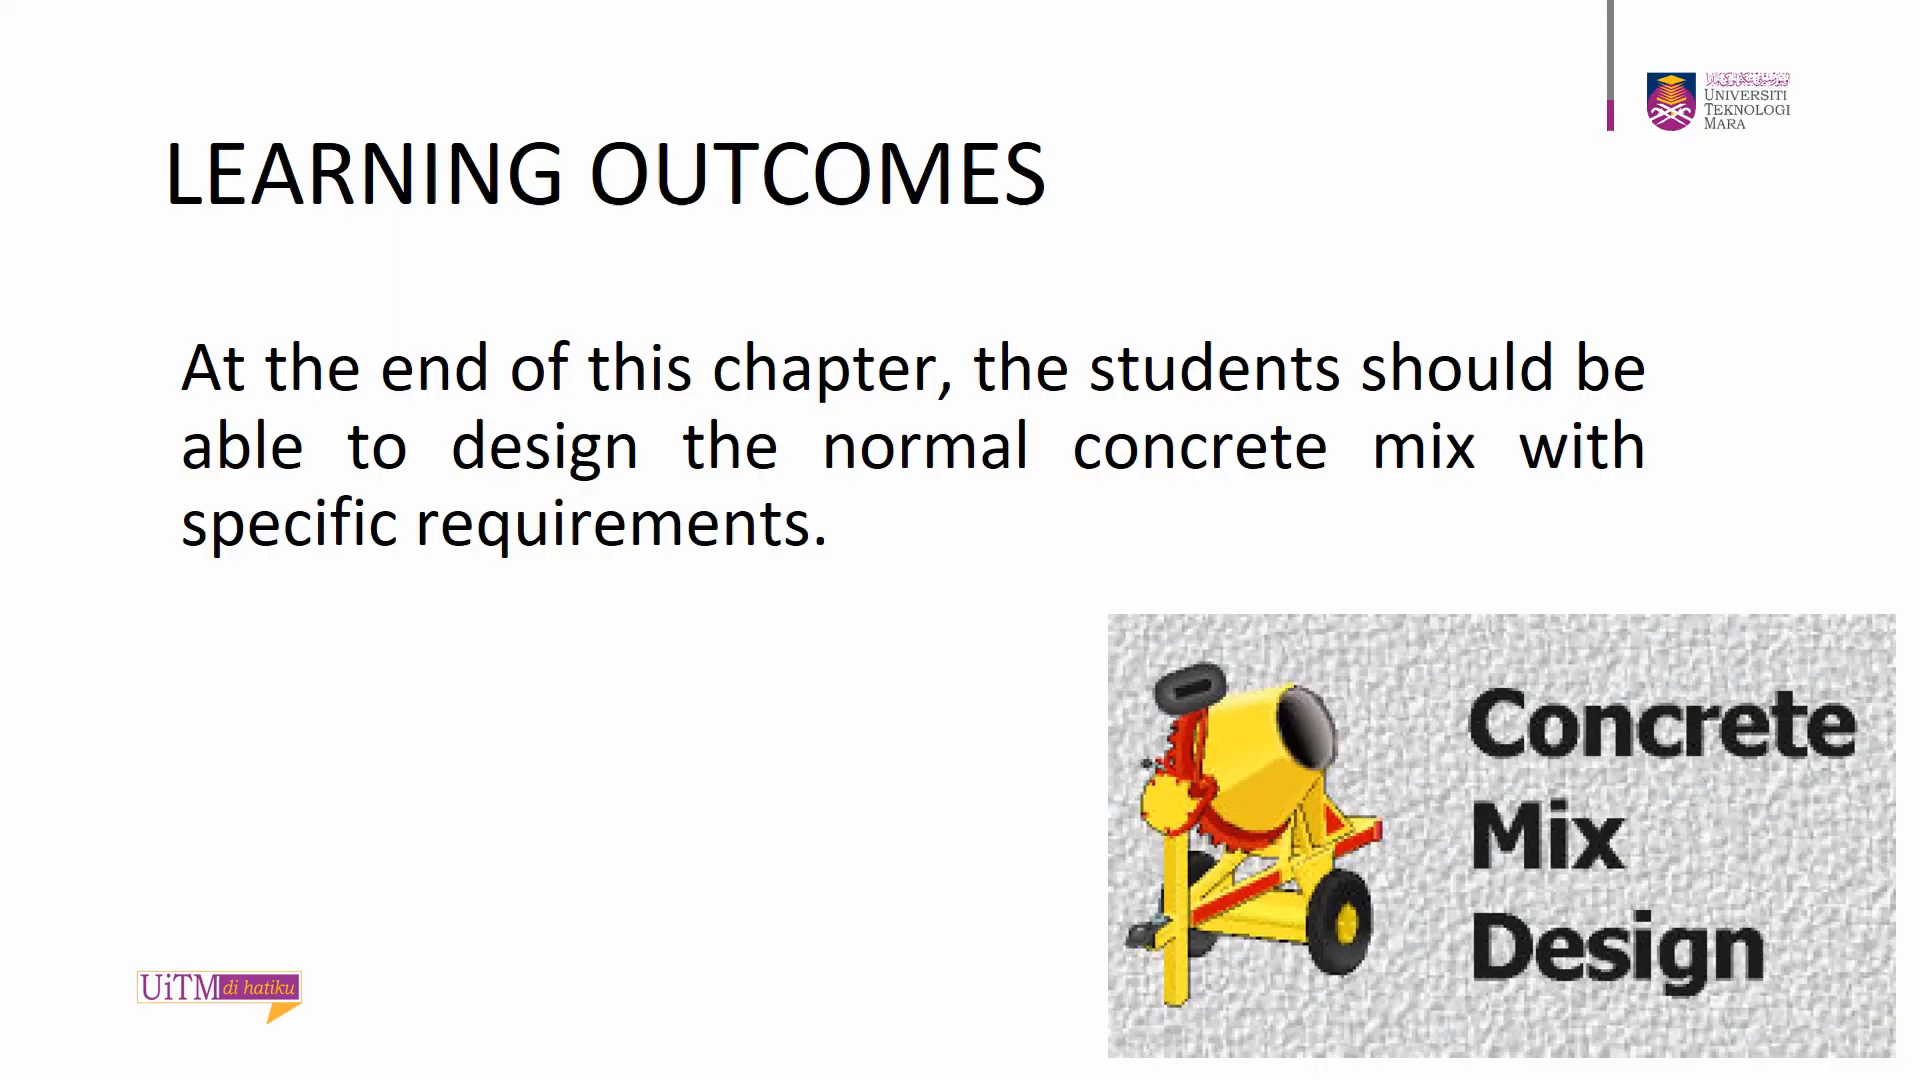 UNIVERSITI
TEKNOLOGI
MARA
LEARNING OUTCOMES
At the end of this chapter, the students should be
able to design the normal concrete mix with
specific requirements.
Concrete
Mix
Design
UiTM di hatiku